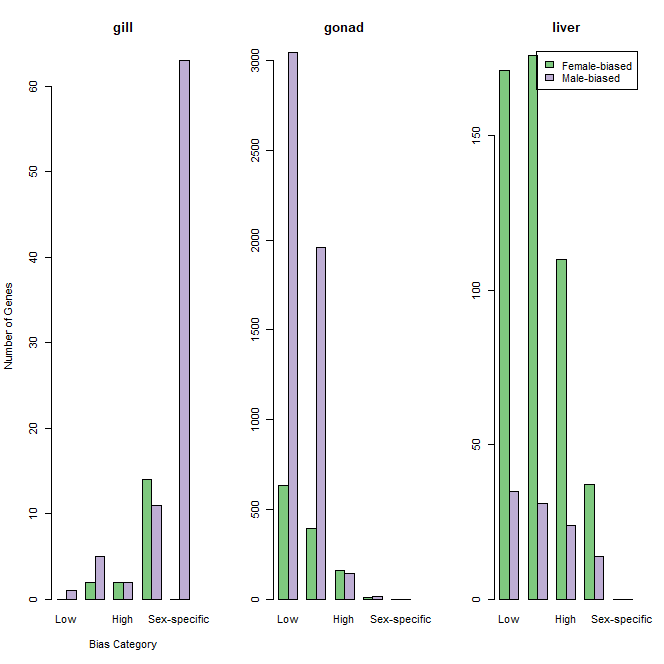 gill
gonad
liver
Female-biased
Male-biased
Number of Genes
0
10
20
30
40
50
60
0
500
1000
1500
2000
2500
3000
0
50
100
150
Low
High
Sex-specific
Low
High
Sex-specific
Low
High
Sex-specific
Bias Category